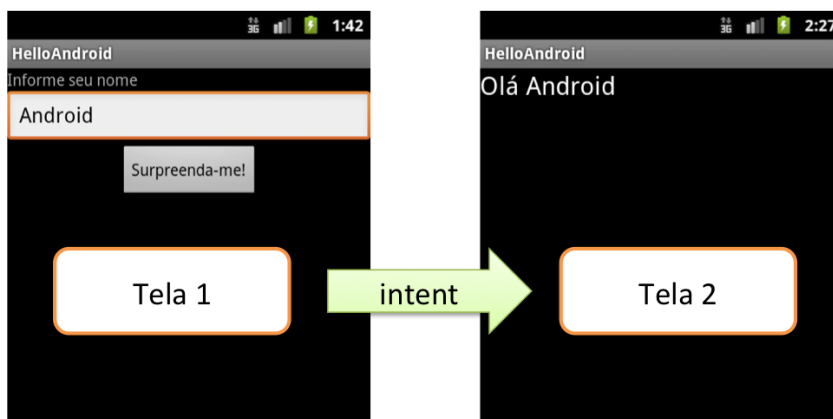 3G 1:42
HelloAndroid
Informe seu nome
Android
Surpreenda-me!
Tela 1
intent
3G 2:27
HelloAndroid
Olá Android
Tela 2